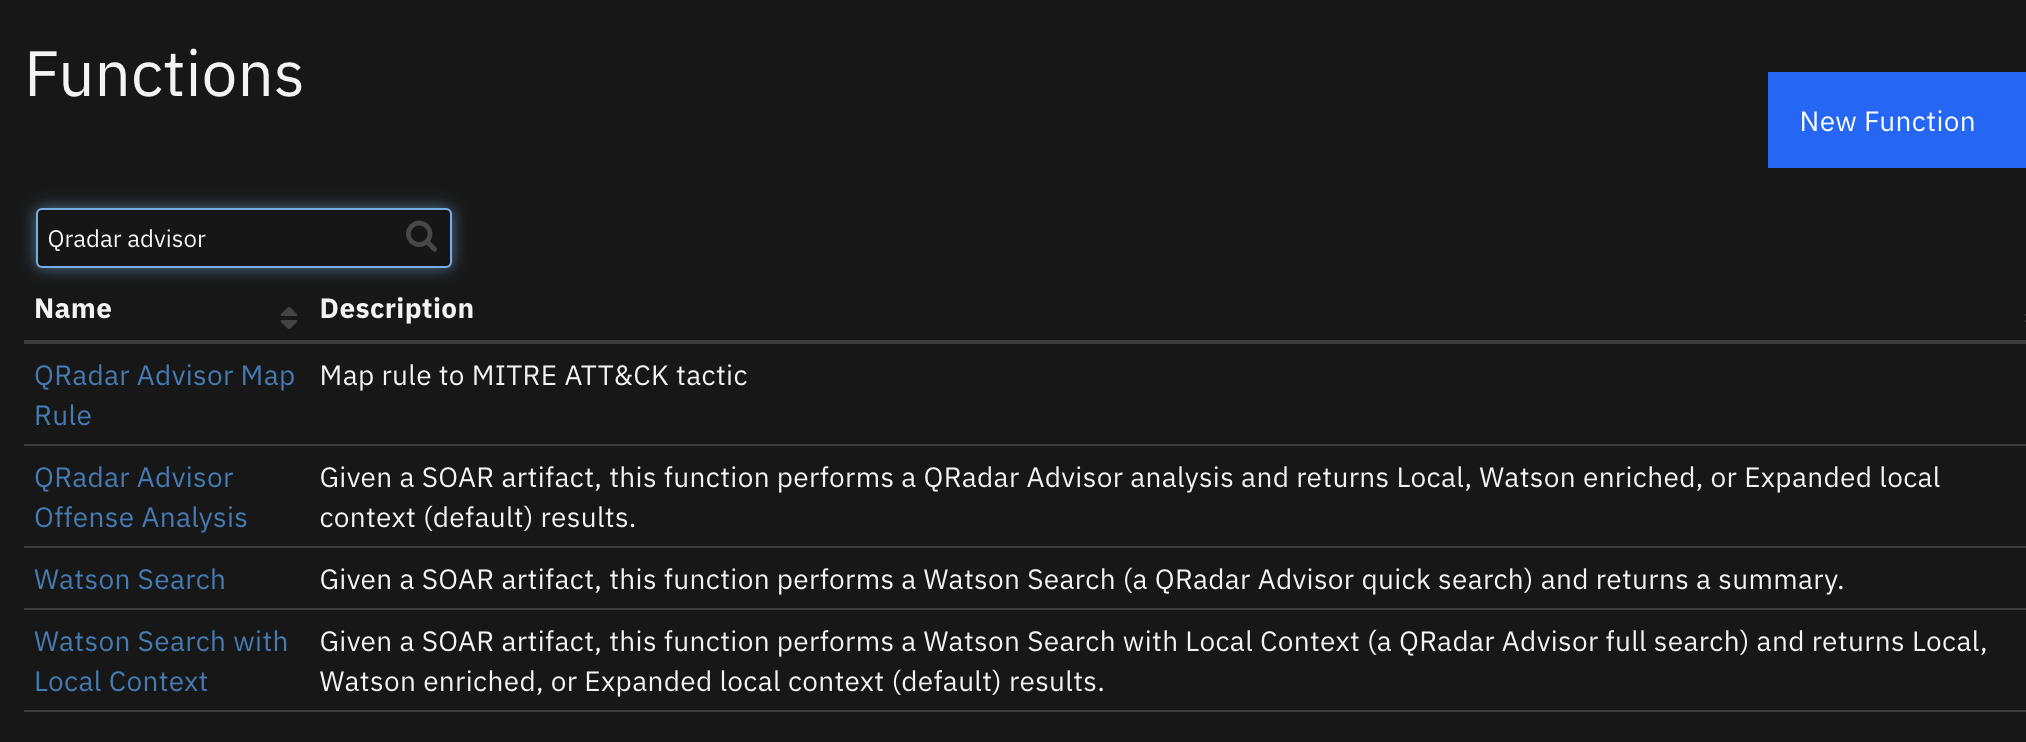 Functions
New Function
Qradar advisor
Name Description
QRadar Advisor Map Rule
Map rule to MITRE ATT&CK tactic
QRadar Advisor Offense Analysis
Given a SOAR artifact, this function performs a QRadar Advisor analysis and returns Local, Watson enriched, or Expanded local
context (default) results.
Watson Search
Given a SOAR artifact, this function performs a Watson Search (a QRadar Advisor quick search) and returns a summary.
Watson Search with
Local Context
Given a SOAR artifact, this function performs a Watson Search with Local Context (a QRadar Advisor full search) and returns Local,
Watson enriched, or Expanded local context (default) results.